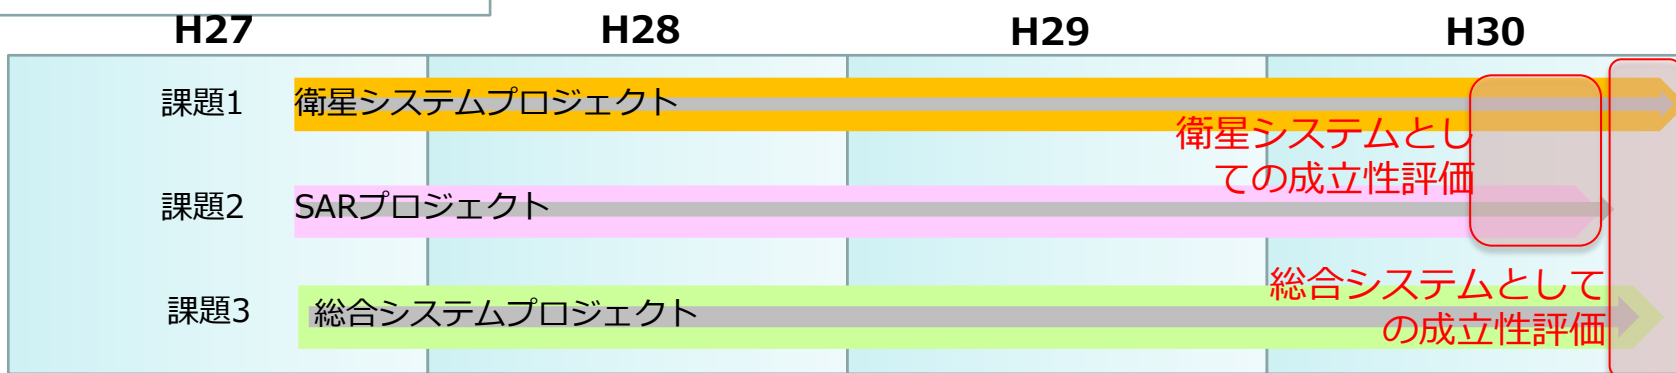 H27 H28 H29 H30
課題1 衛星システムプロジェクト
衛星システムとし
ての成立性評価
課題2 SARプロジェクト
総合システムとして
の成立性評価
課題3 総合システムプロジェクト